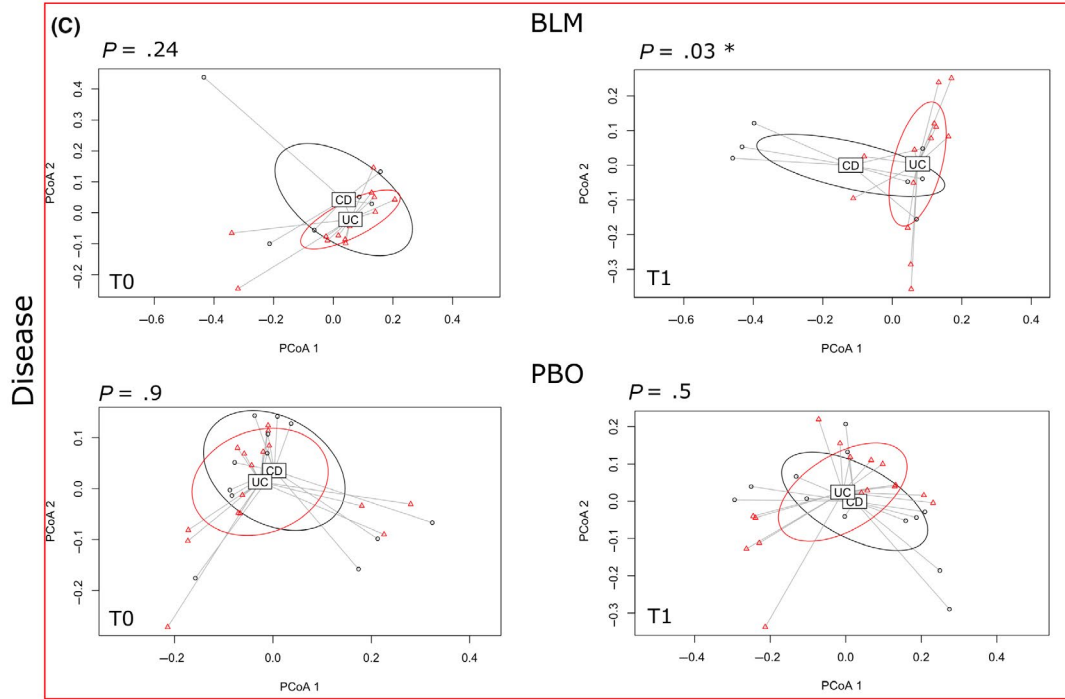 (C)
BLM
Disease
P = .24
0.4
0.3
0.2
0.1
0.0
−0.1
−0.2
PCoA 2
CD
UC
T0
−0.6
−0.4
−0.2
0.0
0.2
0.4
PCoA 1
P = .03 *
0.2
0.1
0.0
−0.1
−0.2
−0.3
PCoA 2
CD
UC
T1
−0.6
−0.4
−0.2
0.0
0.2
0.4
PCoA 1
PBO
P = .9
0.1
0.0
−0.1
−0.2
PCoA 2
CD
UC
T0
−0.2
0.0
0.2
0.4
PCoA 1
P = .5
0.2
0.1
0.0
−0.1
−0.2
−0.3
PCoA 2
UC
CD
T1
−0.4
−0.2
0.0
0.2
0.4
PCoA 1